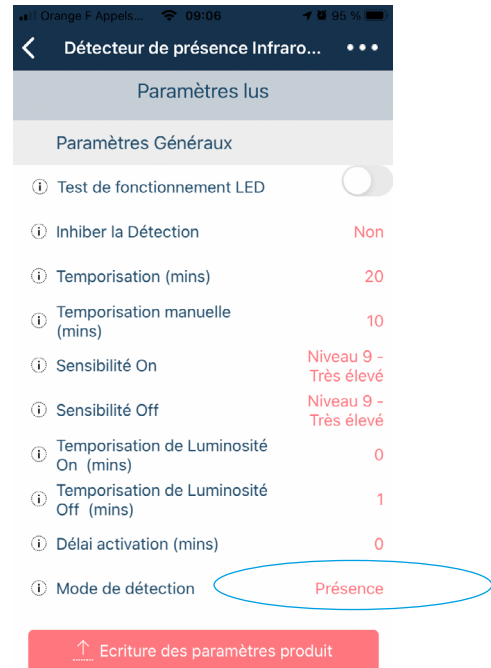 Orange F Appels... 09:06 95 %
Détecteur de présence Infraro...
Paramètres lus
Paramètres Généraux
Test de fonctionnement LED
Inhiber la Détection Non
Temporisation (mins) 20
Temporisation manuelle
(mins) 10
Sensibilité On Niveau 9 -
Très élevé
Sensibilité Off Niveau 9 -
Très élevé
Temporisation de Luminosité
On (mins) 0
Temporisation de Luminosité
Off (mins) 1
Délai activation (mins) 0
Mode de détection Présence
Ecriture des paramètres produit